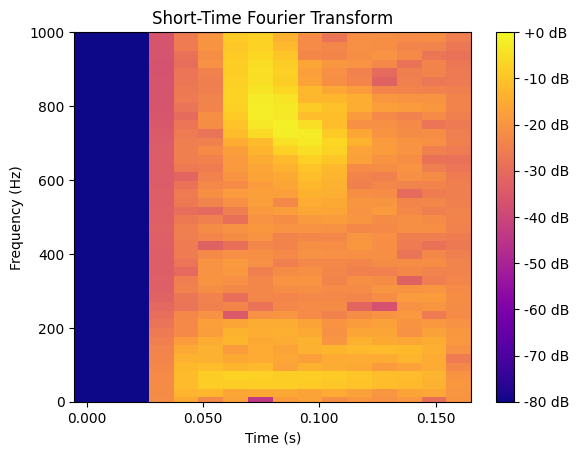 Short-Time Fourier Transform
Frequency (Hz)
1000
800
600
400
200
0
0.000
0.050
0.100
0.150
Time (s)
+0 dB
-10 dB
-20 dB
-30 dB
-40 dB
-50 dB
-60 dB
-70 dB
-80 dB